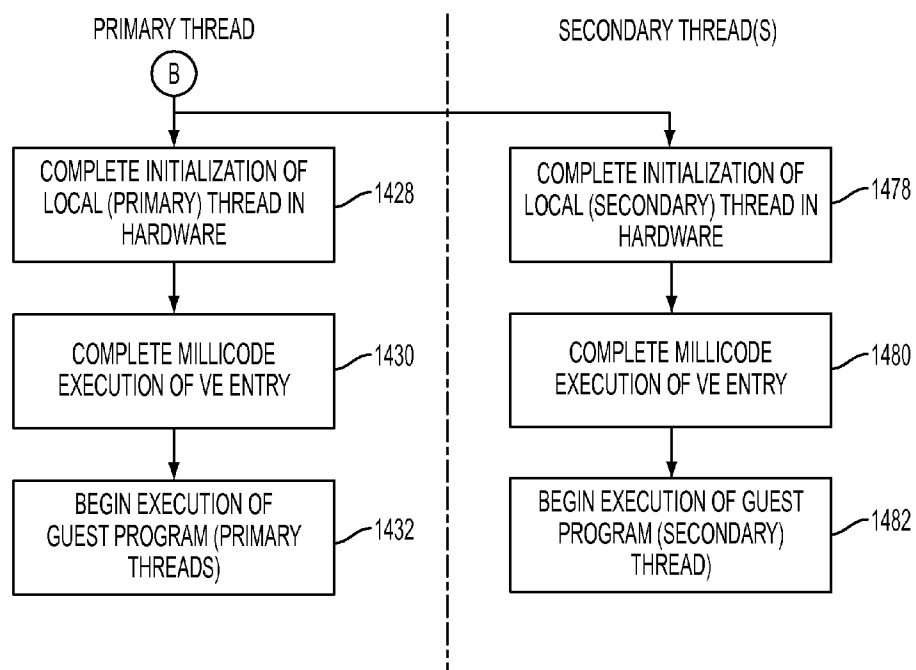 PRIMARY THREAD
SECONDARY THREAD(S)
B
COMPLETE INITIALIZATION OF
LOCAL (PRIMARY) THREAD IN
HARDWARE
1428
COMPLETE INITIALIZATION OF
LOCAL (SECONDARY) THREAD IN
HARDWARE
1478
COMPLETE MILLICODE
EXECUTION OF VE ENTRY
1430
COMPLETE MILLICODE
EXECUTION OF VE ENTRY
1480
BEGIN EXECUTION OF
GUEST PROGRAM (PRIMARY
THREADS)
1432
BEGIN EXECUTION OF GUEST
PROGRAM (SECONDARY)
THREAD)
1482